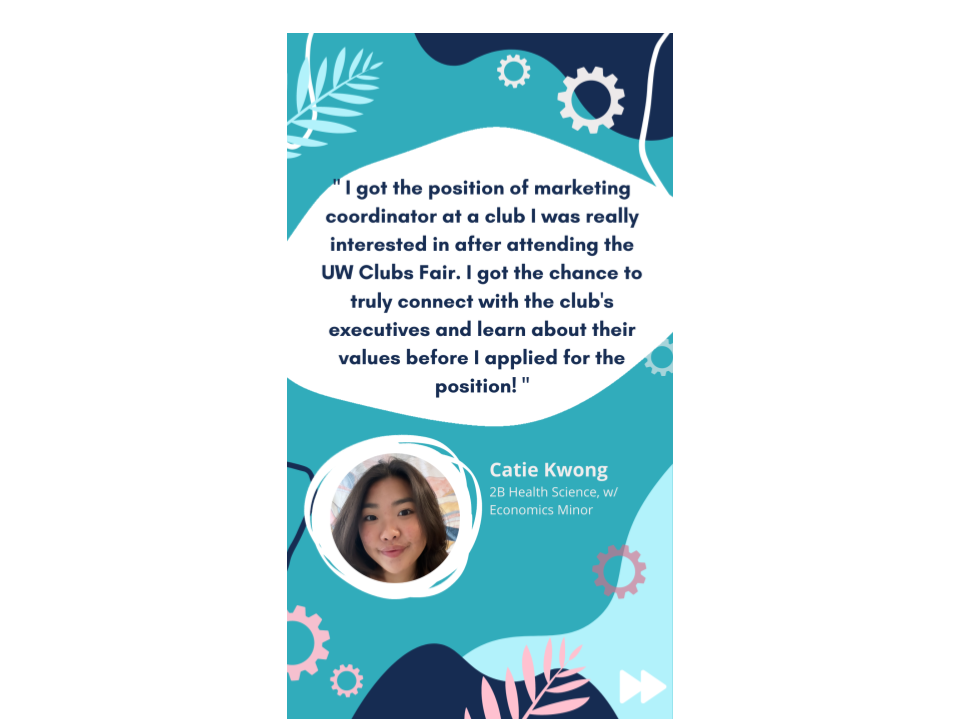 " I got the position of marketing
coordinator at a club I was really
interested in after attending the
UW Clubs Fair. I got the chance to
truly connect with the club's
executives and learn about their
values before I applied for the
position! "
Catie Kwong
2B Health Science, w/
Economics Minor